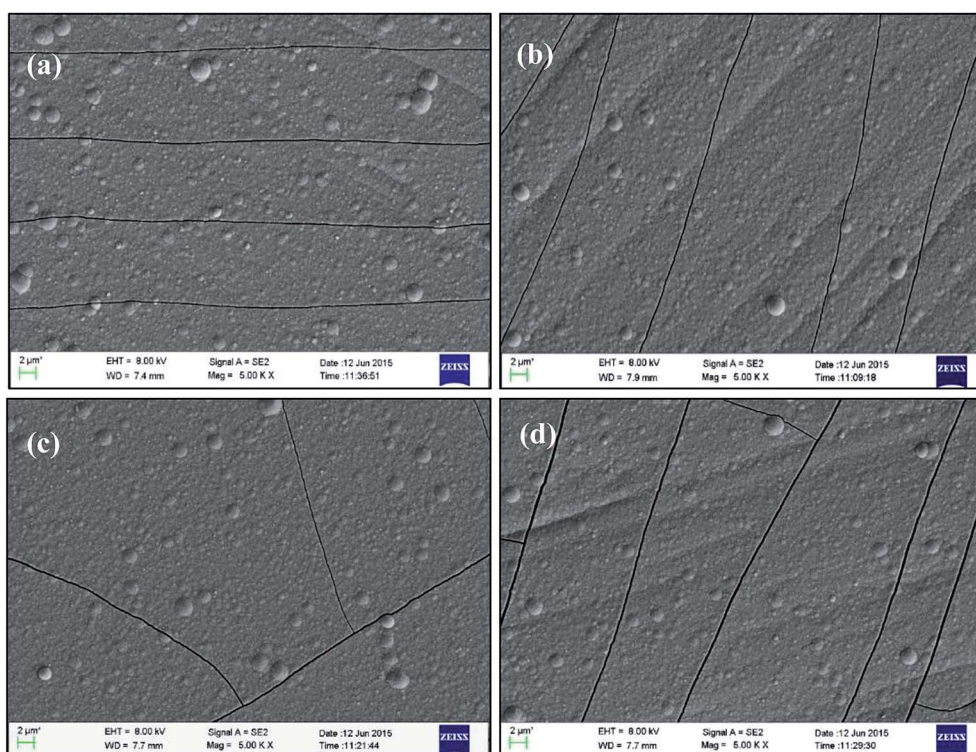 (a)
2 µm*
EHT = 8.00 kV Signal A = SE2 Date :12 Jun 2015
WD = 7.4 mm Mag = 5.00 K X Time :11:36:51
ZEISS
(b)
2 µm*
EHT = 8.00 kV Signal A = SE2 Date :12 Jun 2015
WD = 7.9 mm Mag = 5.00 K X Time :11:09:18
ZEISS
(c)
2 µm*
EHT = 8.00 kV Signal A = SE2 Date :12 Jun 2015
WD = 7.7 mm Mag = 5.00 K X Time :11:21:44
ZEISS
(d)
2 µm*
EHT = 8.00 kV Signal A = SE2 Date :12 Jun 2015
WD = 7.7 mm Mag = 5.00 K X Time :11:29:30
ZEISS